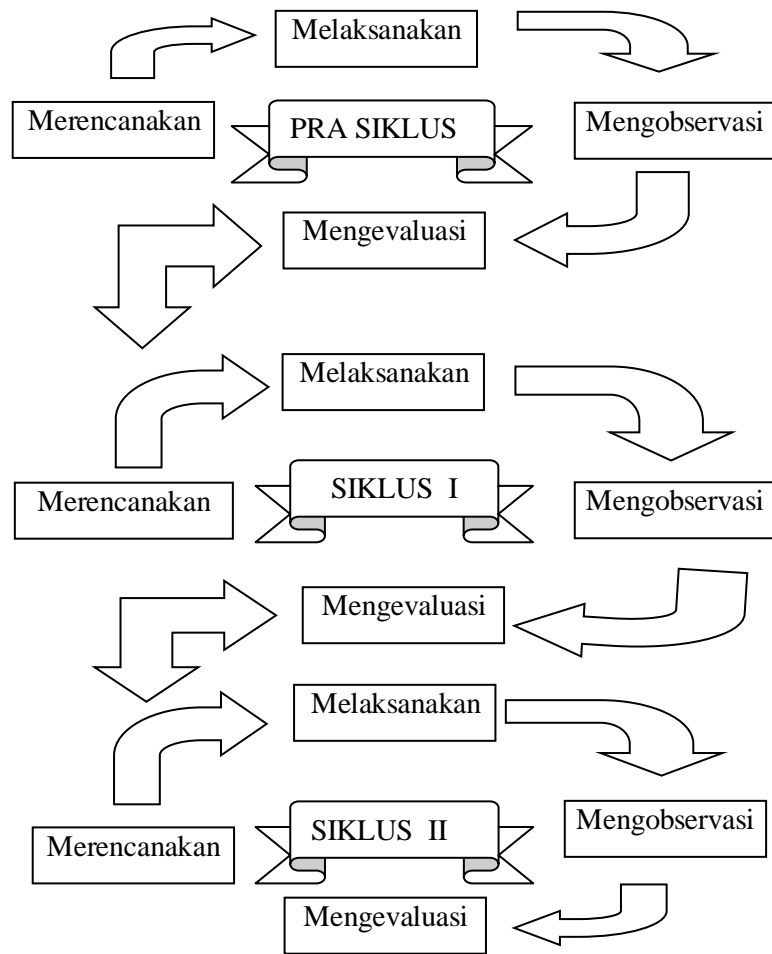 Melaksanakan
Merencanakan
PRA SIKLUS
Mengobservasi
Mengevaluasi
Melaksanakan
Merencanakan
SIKLUS I
Mengobservasi
Mengevaluasi
Melaksanakan
Merencanakan
SIKLUS II
Mengobservasi
Mengevaluasi